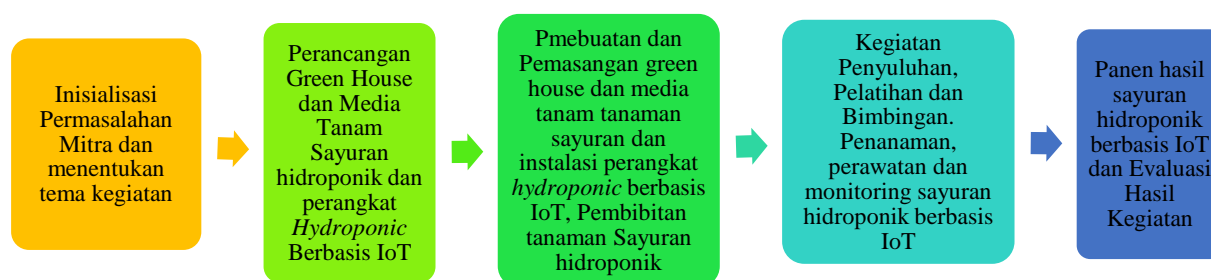 Inisialisasi
Permasalahan
Mitra dan
menentukan
tema kegiatan
Perancangan
Green House
dan Media
Tanam
Sayuran
hidroponik dan
perangkat
Hydroponic
Berbasis IoT
Pmebuatan dan
Pemasangan green
house dan media
tanam tanaman
sayuran dan
instalasi perangkat
hydroponic berbasis
IoT, Pembibitan
tanaman Sayuran
hidroponik
Kegiatan
Penyuluhan,
Pelatihan dan
Bimbingan.
Penanaman,
perawatan dan
monitoring sayuran
hidroponik berbasis
IoT
Panen hasil
sayuran
hidroponik
berbasis IoT
dan Evaluasi
Hasil
Kegiatan